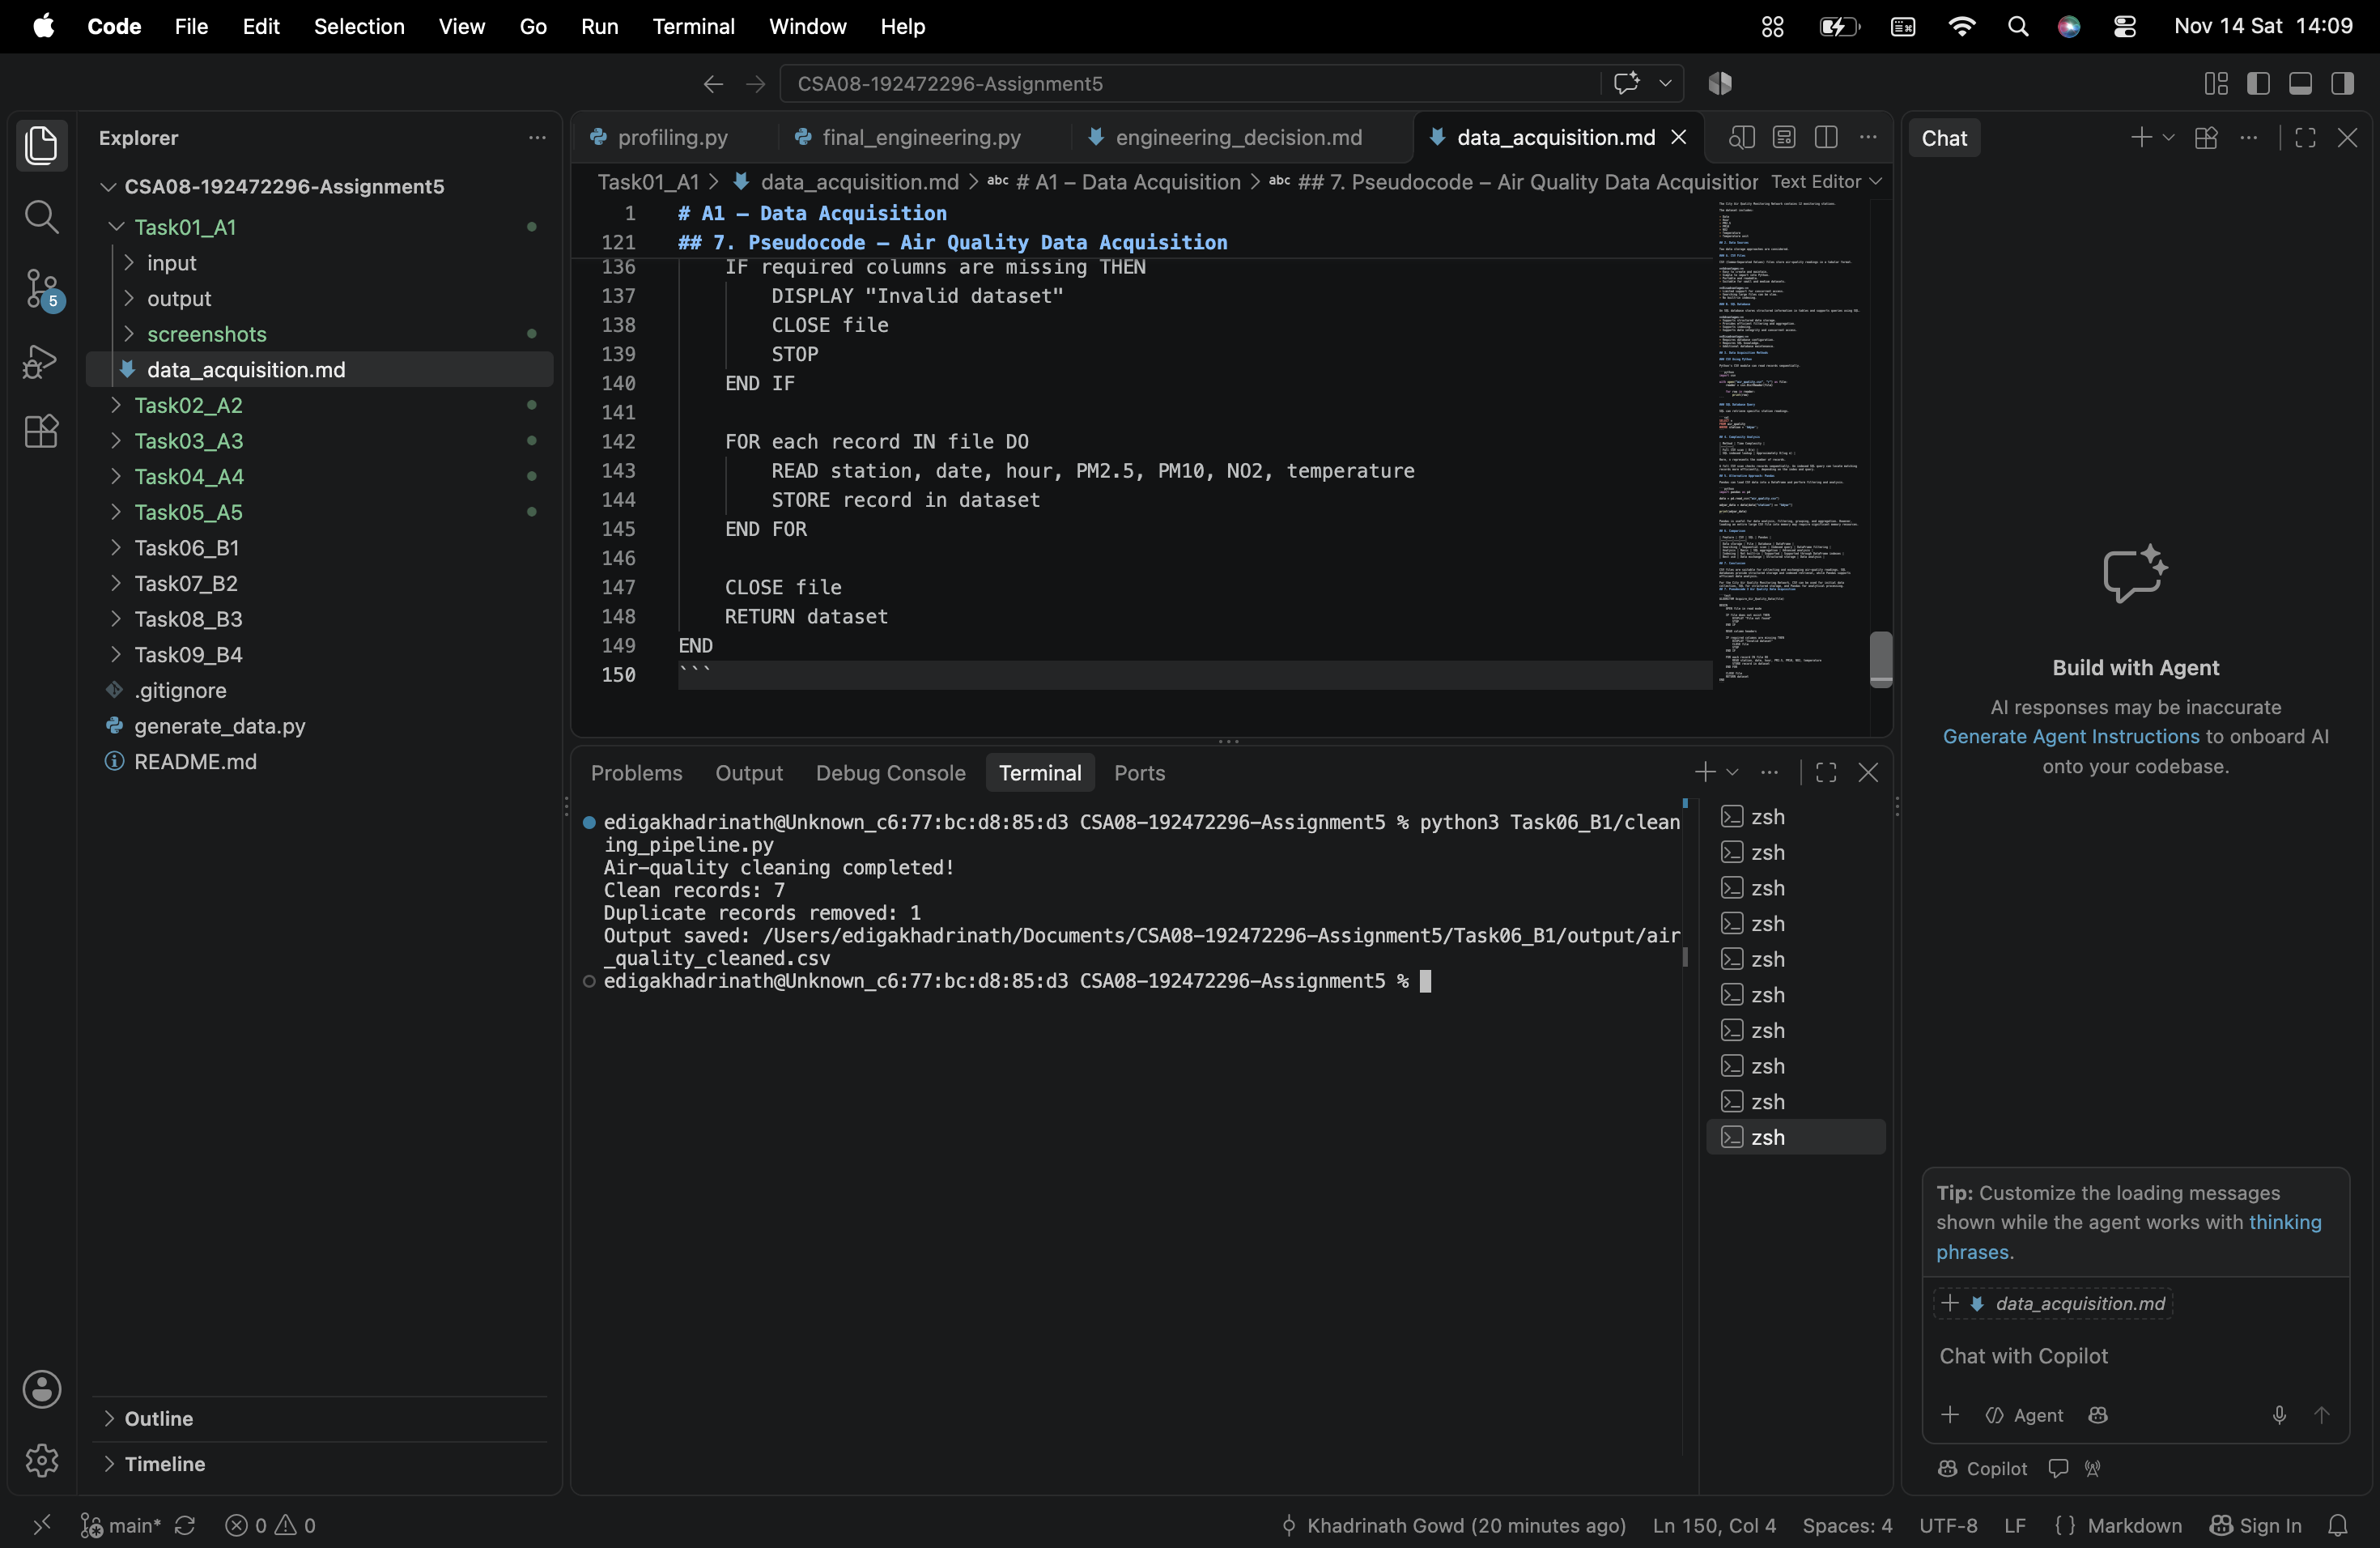 Code File Edit Selection View Go Run Terminal Window Help
Nov 14 Sat 14:09
CSA08-192472296-Assignment5
Explorer
CSA08-192472296-Assignment5
Task01_A1
input
output
screenshots
data_acquisition.md
Task02_A2
Task03_A3
Task04_A4
Task05_A5
Task06_B1
Task07_B2
Task08_B3
Task09_B4
.gitignore
generate_data.py
README.md
Outline
Timeline
5
profiling.py final_engineering.py engineering_decision.md data_acquisition.md
Task01_A1 > data_acquisition.md > abc # A1 – Data Acquisition > abc ## 7. Pseudocode – Air Quality Data Acquisition Text Editor
1 # A1 – Data Acquisition
121 ## 7. Pseudocode – Air Quality Data Acquisition
136 IF required columns are missing THEN
137 DISPLAY "Invalid dataset"
138 CLOSE file
139 STOP
140 END IF
141
142 FOR each record IN file DO
143 READ station, date, hour, PM2.5, PM10, NO2, temperature
144 STORE record in dataset
145 END FOR
146
147 CLOSE file
148 RETURN dataset
149 END
150 ```
Problems Output Debug Console Terminal Ports
edigakhadrinath@Unknown_c6:77:bc:d8:85:d3 CSA08-192472296-Assignment5 % python3 Task06_B1/clean
ing_pipeline.py
Air-quality cleaning completed!
Clean records: 7
Duplicate records removed: 1
Output saved: /Users/edigakhadrinath/Documents/CSA08-192472296-Assignment5/Task06_B1/output/air
_quality_cleaned.csv
edigakhadrinath@Unknown_c6:77:bc:d8:85:d3 CSA08-192472296-Assignment5 %
zsh
zsh
zsh
zsh
zsh
zsh
zsh
zsh
zsh
zsh
Chat
Build with Agent
AI responses may be inaccurate
Generate Agent Instructions to onboard AI
onto your codebase.
Tip: Customize the loading messages
shown while the agent works with thinking
phrases.
data_acquisition.md
Chat with Copilot
Agent
Copilot
main* 0 0
Khadrinath Gowd (20 minutes ago) Ln 150, Col 4 Spaces: 4 UTF-8 LF {} Markdown Sign In